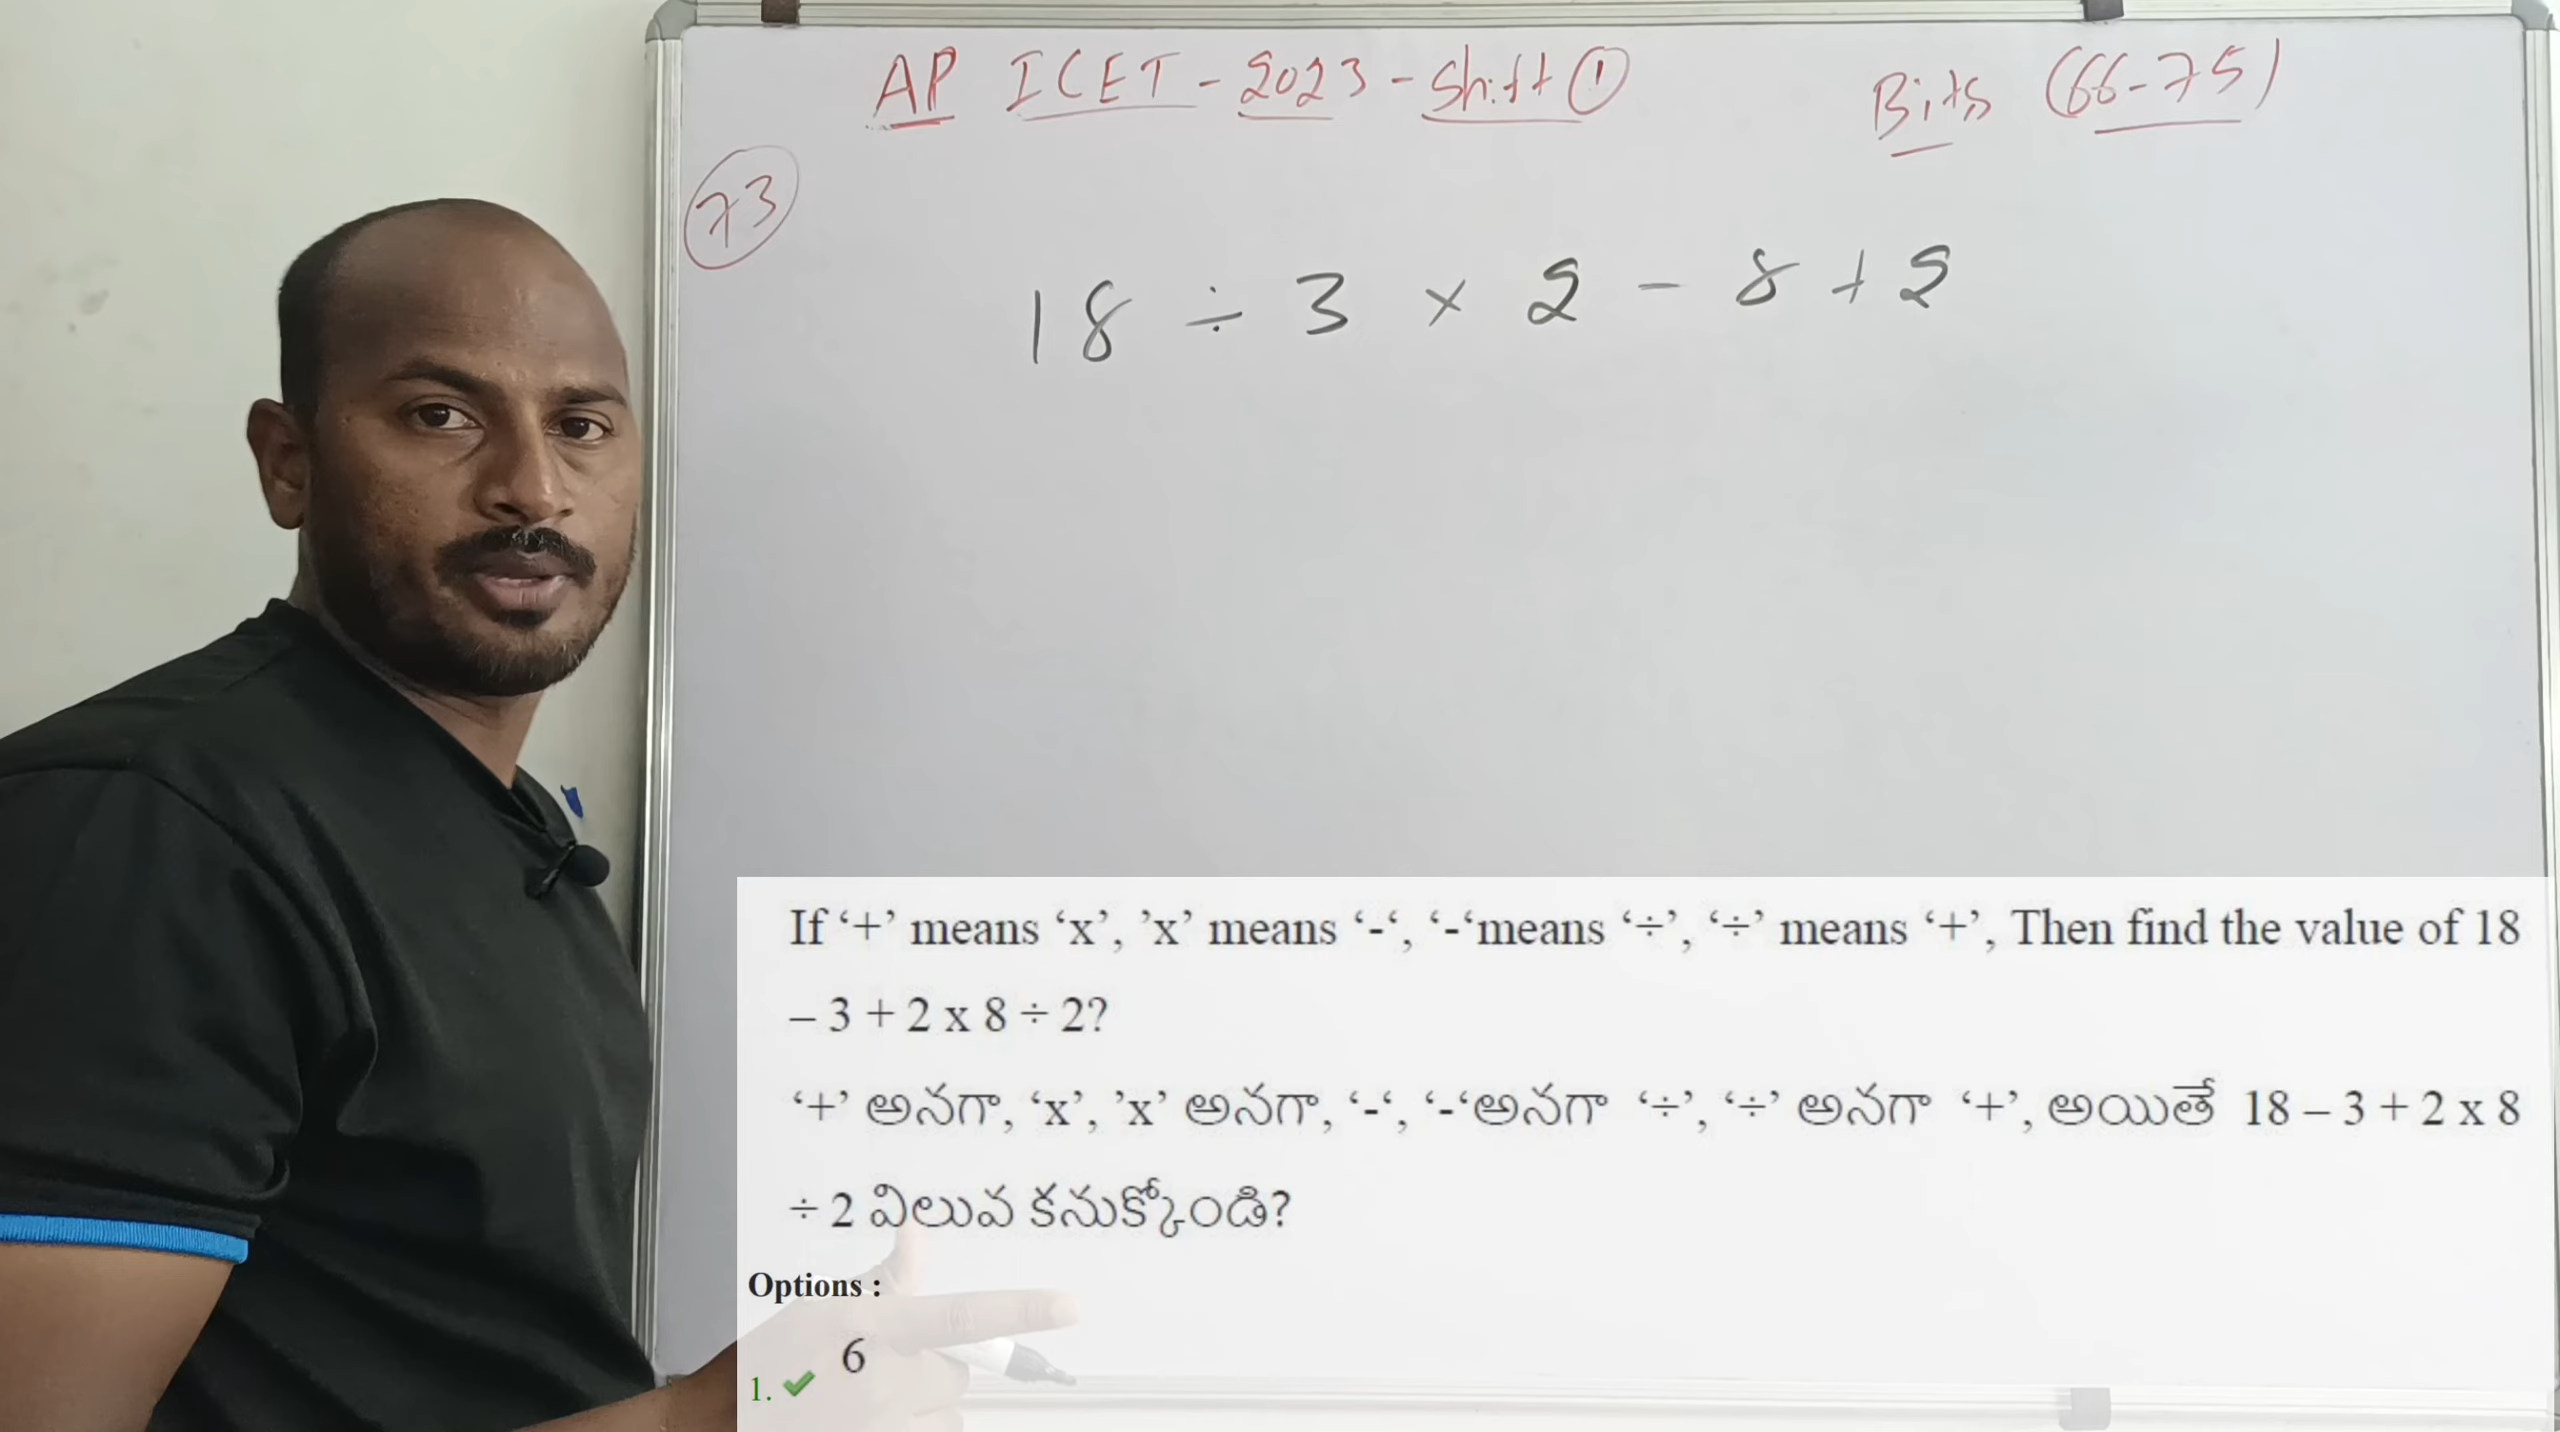 AP ICET - 2023 - Shift ①
Bits (66-75)
73
18 ÷ 3 × 2 - 8 + 2
If ‘+’ means ‘x’, ’x’ means ‘-‘, ‘-‘means ‘÷’, ‘÷’ means ‘+’, Then find the value of 18
– 3 + 2 x 8 ÷ 2?
‘+’ అనగా, ‘x’, ’x’ అనగా, ‘-‘, ‘-‘అనగా ‘÷’, ‘÷’ అనగా ‘+’, అయితే 18 – 3 + 2 x 8
÷ 2 విలువ కనుక్కోండి?
Options :
6
1.